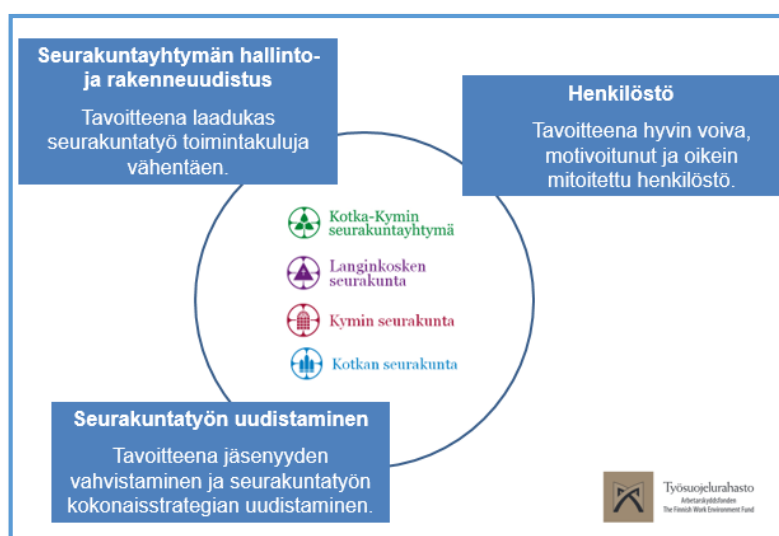 Seurakuntayhtymän hallinto-
ja rakenneuudistus
Tavoitteena laadukas
seurakuntatyö toimintakuluja
vähentäen.
Henkilöstö
Tavoitteena hyvin voiva,
motivoitunut ja oikein
mitoitettu henkilöstö.
Kotka-Kymin
seurakuntayhtymä
Langinkosken
seurakunta
Kymin seurakunta
Kotkan seurakunta
Seurakuntatyön uudistaminen
Tavoitteena jäsenyyden
vahvistaminen ja seurakuntatyön
kokonaisstrategian uudistaminen.
Työsuojelurahasto
Arbetarskyddsfonden
The Finnish Work Environment Fund